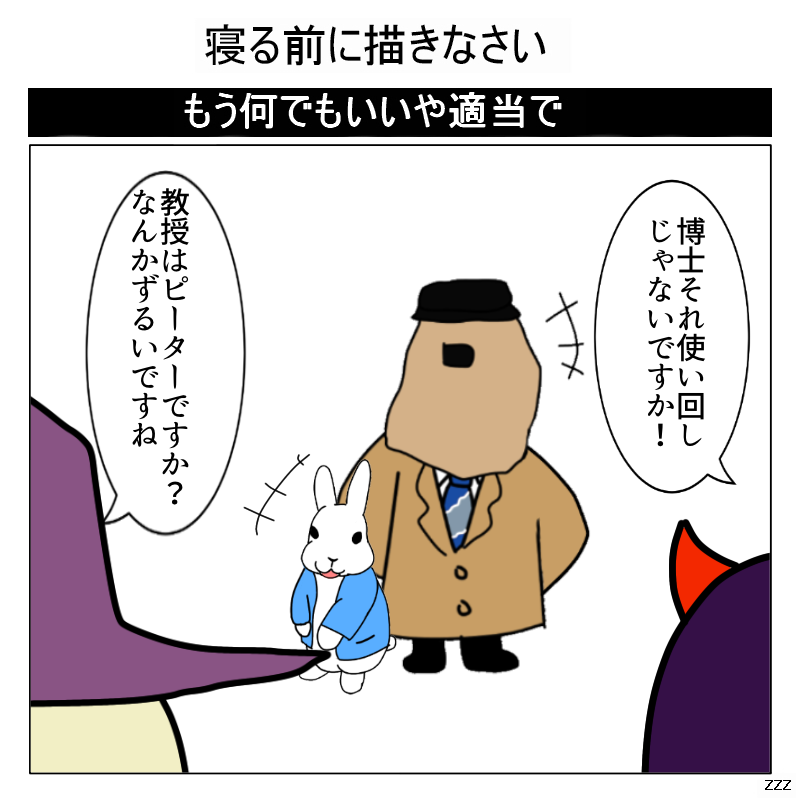 寝る前に描きなさい
もう何でもいいや適当で
博士それ使い回し
じゃないですか！
教授はピーターですか？
なんかずるいですね
zzz